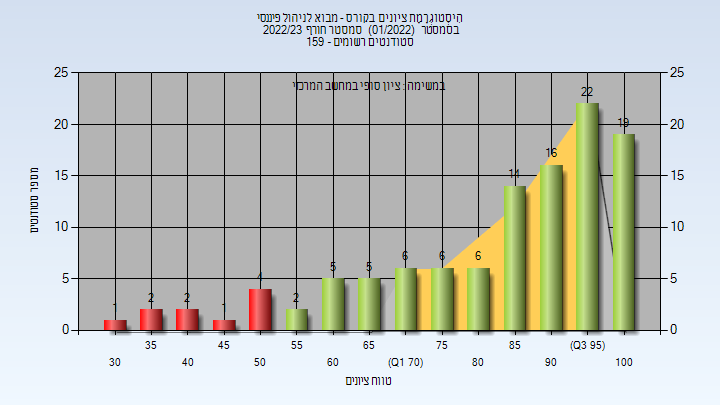 היסטוגרמת ציונים בקורס - מבוא לניהול פיננסי
בסמסטר (01/2022) סמסטר חורף 2022/23
סטודנטים רשומים - 159
במשימה : ציון סופי במחשב המרכזי
מספר סטודנטים
25 25
20 20
15 15
10 10
5 5
0 0
1 2 2 1 4 2 5 5 6 6 6 14 16 22 19
35 45 55 65 75 85 (Q3 95)
30 40 50 60 (Q1 70) 80 90 100
טווח ציונים